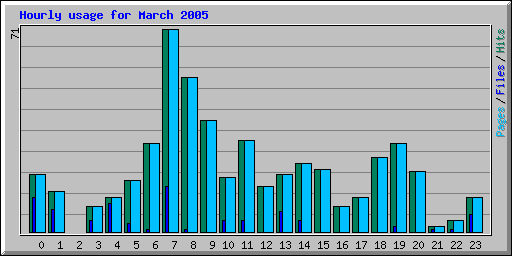 Hourly usage for March 2005
71
Pages/Files/Hits
0 1 2 3 4 5 6 7 8 9 10 11 12 13 14 15 16 17 18 19 20 21 22 23